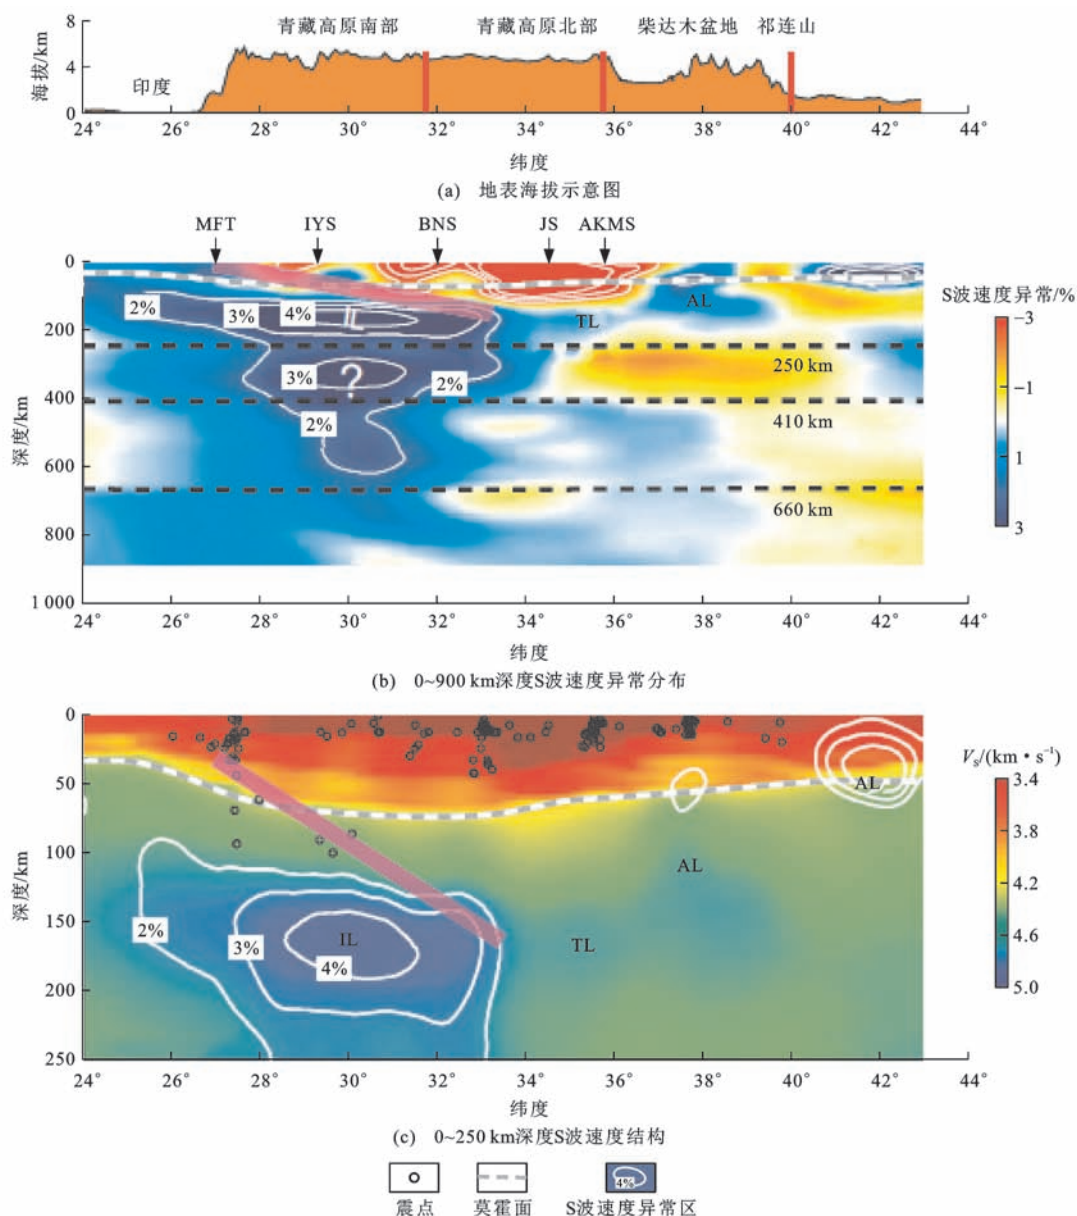 青藏高原南部 青藏高原北部 柴达木盆地 祁连山
印度
海拔/km
8
4
0
24° 26° 28° 30° 32° 34° 36° 38° 40° 42° 44°
纬度
(a) 地表海拔示意图
MFT IYS BNS JS AKMS
深度/km
0
200
400
600
800
1 000
2% 3% 4% L
TL AL
3% ? 2%
2%
250 km
410 km
660 km
S波速度异常/%
−3
−1
1
3
24° 26° 28° 30° 32° 34° 36° 38° 40° 42° 44°
纬度
(b) 0~900 km深度S波速度异常分布
深度/km
0
50
100
150
200
250
AL
AL
2% 3% IL 4% TL
Vs/(km·s⁻¹)
3.4
3.8
4.2
4.6
5.0
24° 26° 28° 30° 32° 34° 36° 38° 40° 42° 44°
纬度
(c) 0~250 km深度S波速度结构
4%
震点 莫霍面 S波速度异常区